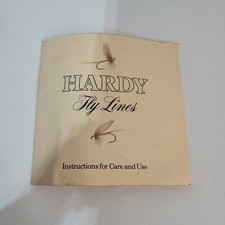 HARDY
Fly Lines
Instructions for Care and Use